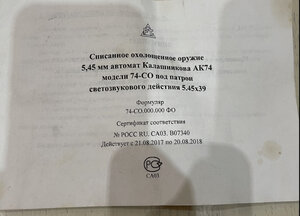 Списанное охолощенное оружие
5,45 мм автомат Калашникова АК74
модели 74-СО под патрон
светозвукового действия 5.45x39
Формуляр
74-СО.000.000 ФО
Сертификат соответствия
№ РОСС RU. СА03. В07340
Действует с 21.08.2017 по 20.08.2018
СА03